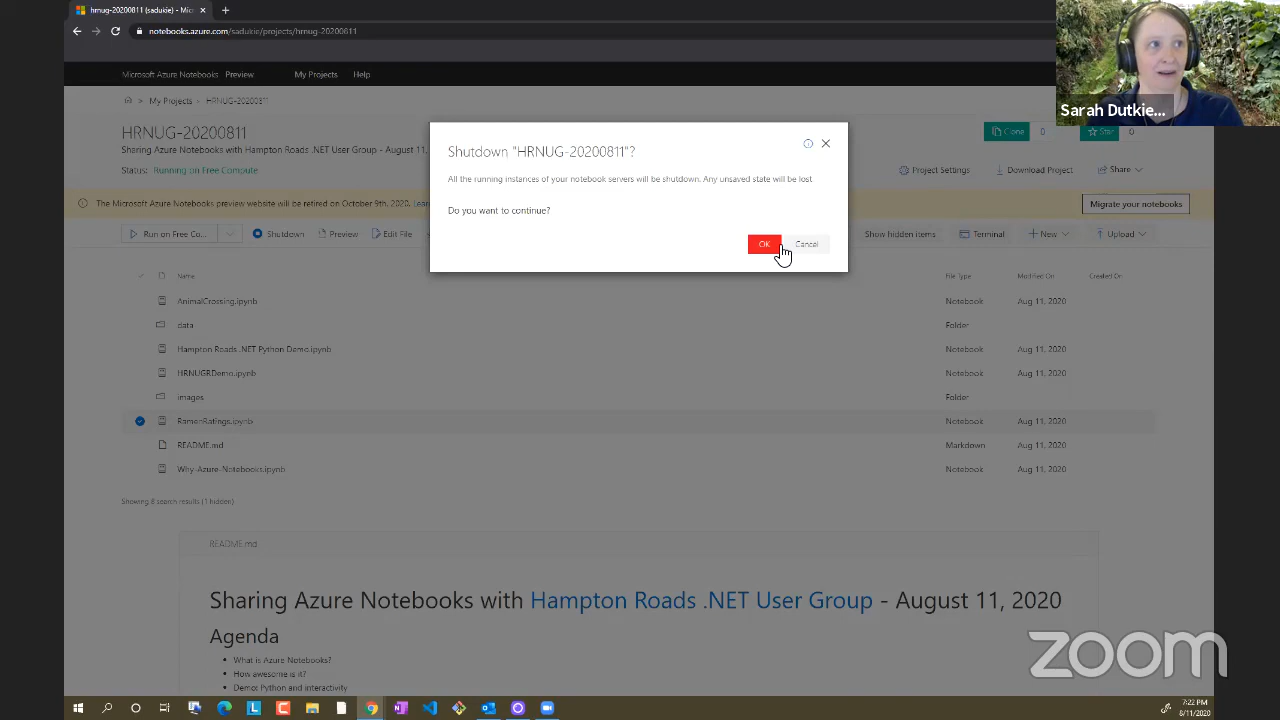 hrnug-20200811 (sadukie) - Mic
notebooks.azure.com/sadukie/projects/hrnug-20200811
Microsoft Azure Notebooks Preview My Projects Help
My Projects > HRNUG-20200811
HRNUG-20200811
Sharing Azure Notebooks with Hampton Roads .NET User Group - August 11,
Status: Running on Free Compute
Clone 0 Star 0
Project Settings Download Project Share
The Microsoft Azure Notebooks preview website will be retired on October 9th, 2020. Lear
Migrate your notebooks
Run on Free Co... Shutdown Preview Edit File
Show hidden items Terminal New Upload
Shutdown "HRNUG-20200811"?
All the running instances of your notebook servers will be shutdown. Any unsaved state will be lost
Do you want to continue?
OK Cancel
Name File Type Modified On Created On
AnimalCrossing.ipynb Notebook Aug 11, 2020
data Folder
Hampton Roads .NET Python Demo.ipynb Notebook Aug 11, 2020
HRNUGRDemo.ipynb Notebook Aug 11, 2020
images Folder
RamenRatings.ipynb Notebook Aug 11, 2020
README.md Markdown Aug 11, 2020
Why-Azure-Notebooks.ipynb Notebook Aug 11, 2020
Showing 8 search results (1 hidden)
README.md
Sharing Azure Notebooks with Hampton Roads .NET User Group - August 11, 2020
Agenda
What is Azure Notebooks?
How awesome is it?
Demo: Python and interactivity
Sarah Dutkie...
zoom
7:22 PM
8/11/2020